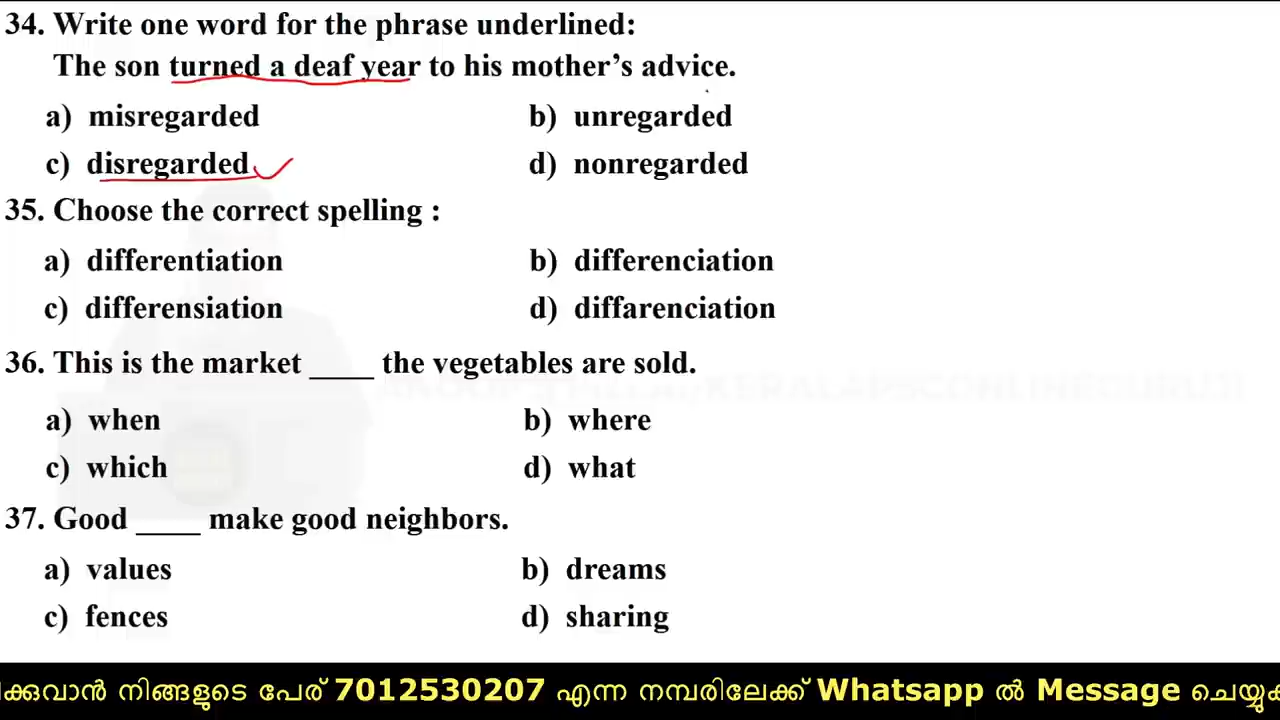 34. Write one word for the phrase underlined:
The son turned a deaf year to his mother’s advice.
a) misregarded b) unregarded
c) disregarded d) nonregarded
35. Choose the correct spelling :
a) differentiation b) differenciation
c) differensiation d) diffarenciation
36. This is the market ____ the vegetables are sold.
a) when b) where
c) which d) what
37. Good ____ make good neighbors.
a) values b) dreams
c) fences d) sharing
ക്കുവാൻ നിങ്ങളുടെ പേര് 7012530207 എന്ന നമ്പരിലേക്ക് Whatsapp ൽ Message